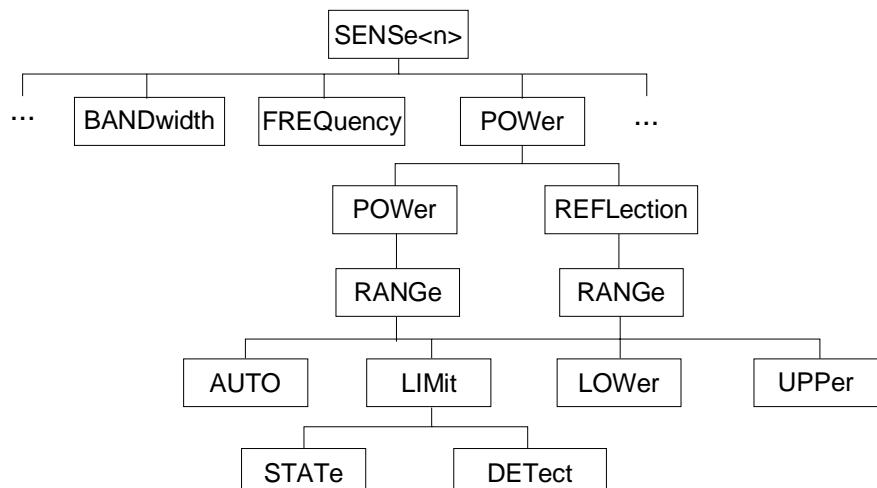 SENSe<n>
... BANDwidth FREQuency POWer ...
POWer REFLection
RANGe RANGe
AUTO LIMit LOWer UPPer
STATe DETect